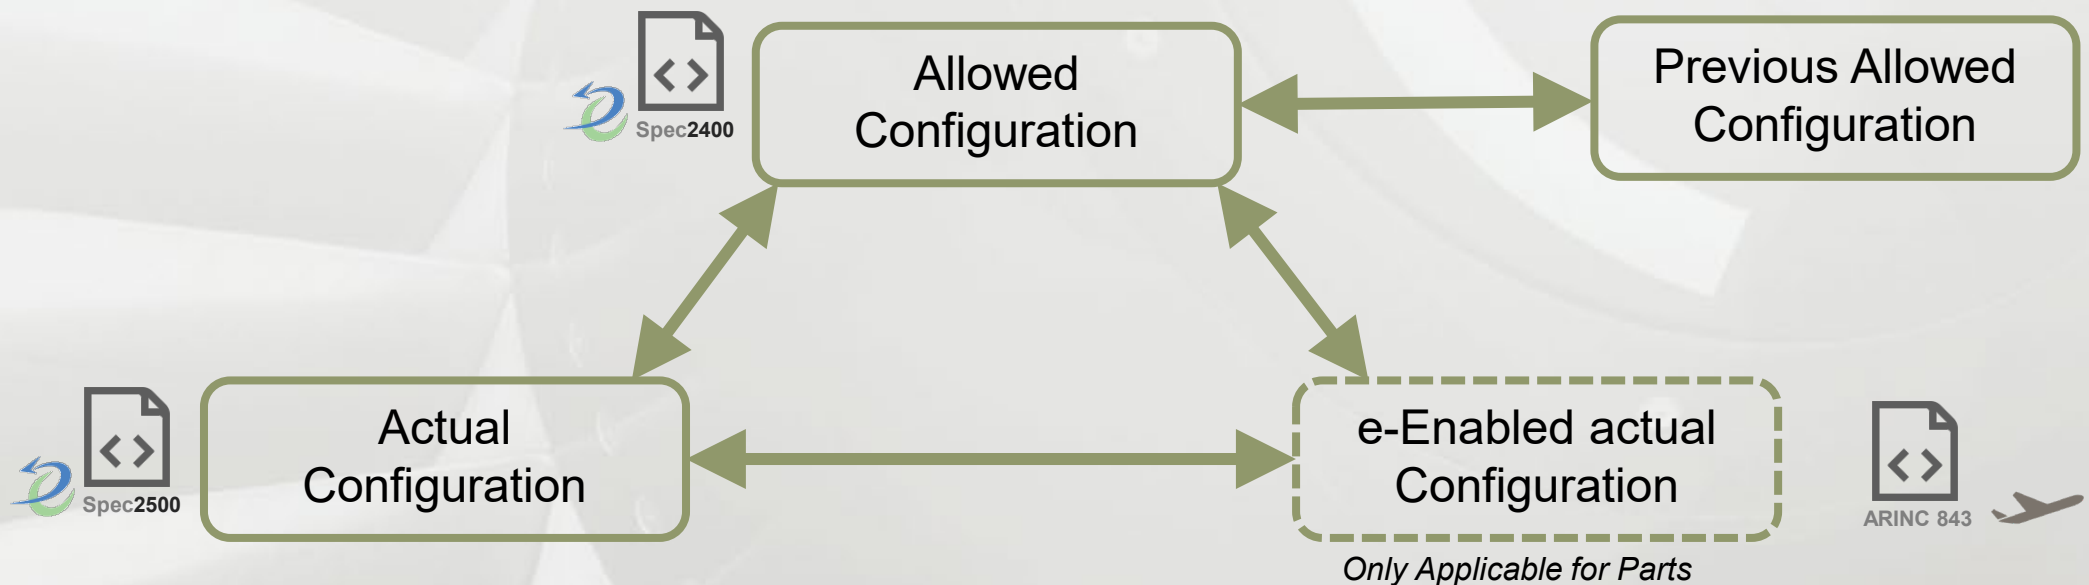 Allowed
Configuration
Spec2400
Previous Allowed
Configuration
Actual
Configuration
Spec2500
e-Enabled actual
Configuration
ARINC 843
Only Applicable for Parts